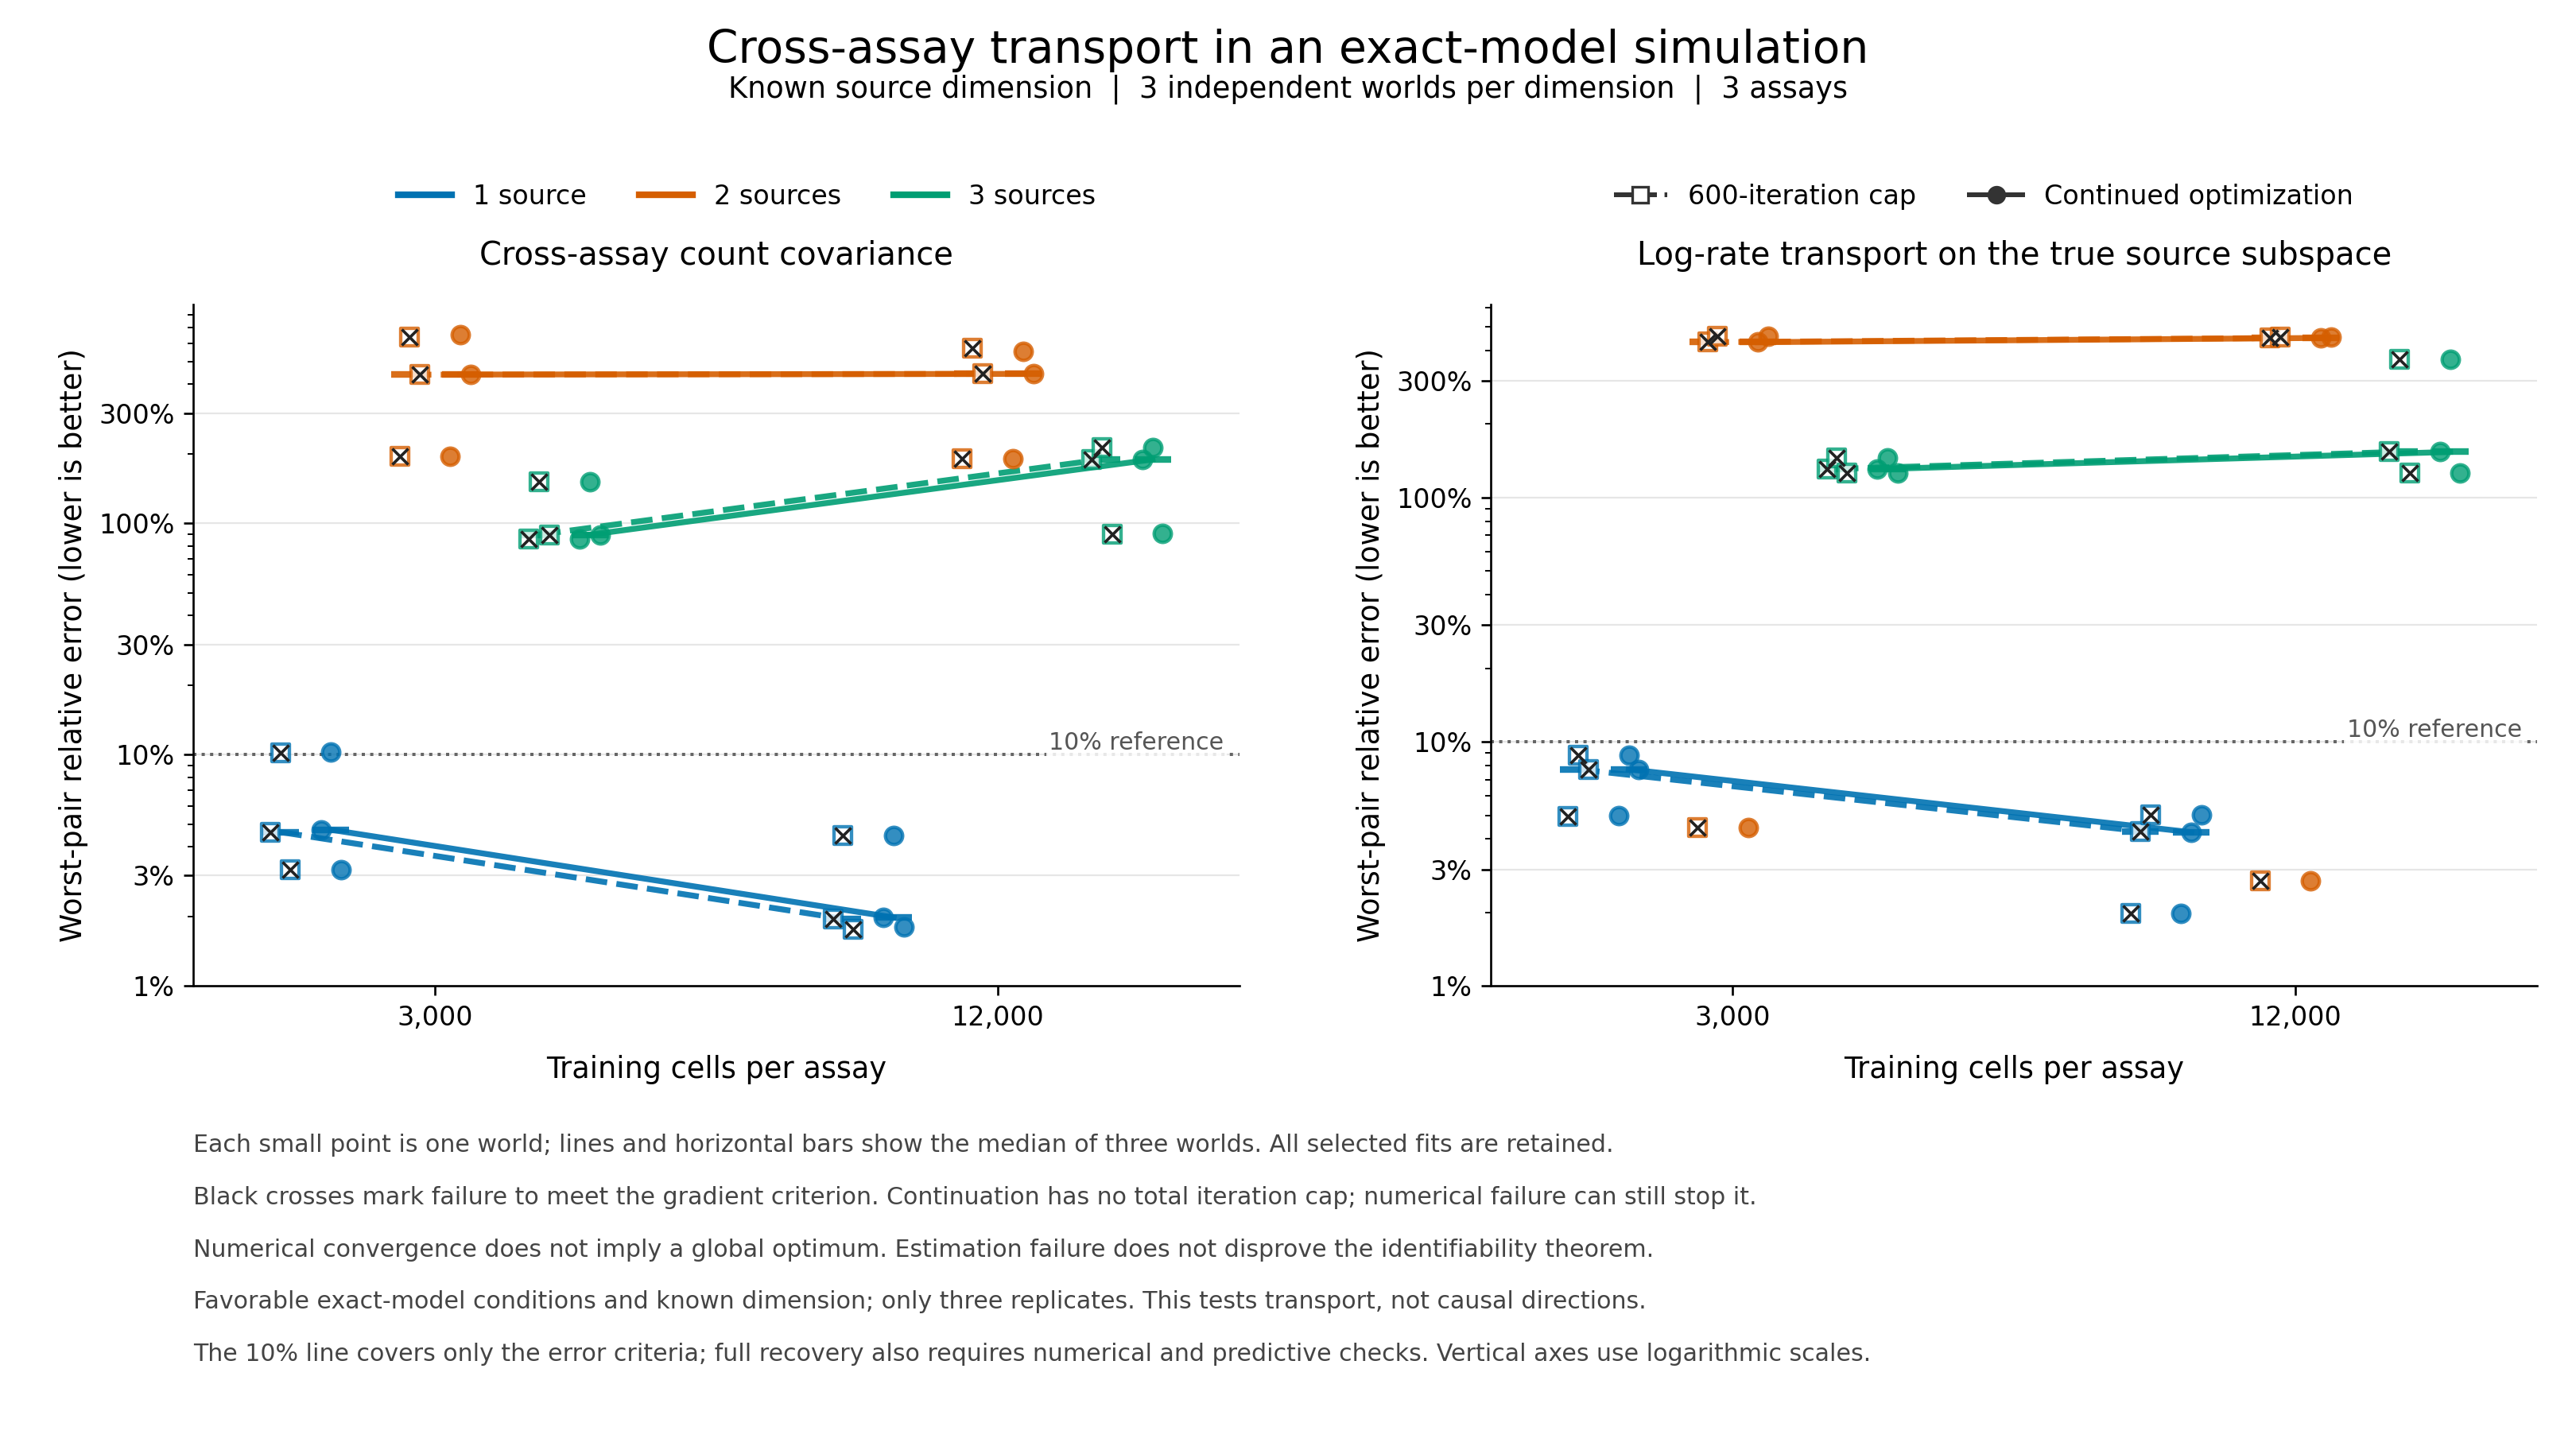 Cross-assay transport in an exact-model simulation
Known source dimension | 3 independent worlds per dimension | 3 assays
1 source
2 sources
3 sources
600-iteration cap
Continued optimization
Cross-assay count covariance
Worst-pair relative error (lower is better)
300%
100%
30%
10%
3%
1%
10% reference
3,000
12,000
Training cells per assay
Log-rate transport on the true source subspace
Worst-pair relative error (lower is better)
300%
100%
30%
10%
3%
1%
10% reference
3,000
12,000
Training cells per assay
Each small point is one world; lines and horizontal bars show the median of three worlds. All selected fits are retained.
Black crosses mark failure to meet the gradient criterion. Continuation has no total iteration cap; numerical failure can still stop it.
Numerical convergence does not imply a global optimum. Estimation failure does not disprove the identifiability theorem.
Favorable exact-model conditions and known dimension; only three replicates. This tests transport, not causal directions.
The 10% line covers only the error criteria; full recovery also requires numerical and predictive checks. Vertical axes use logarithmic scales.